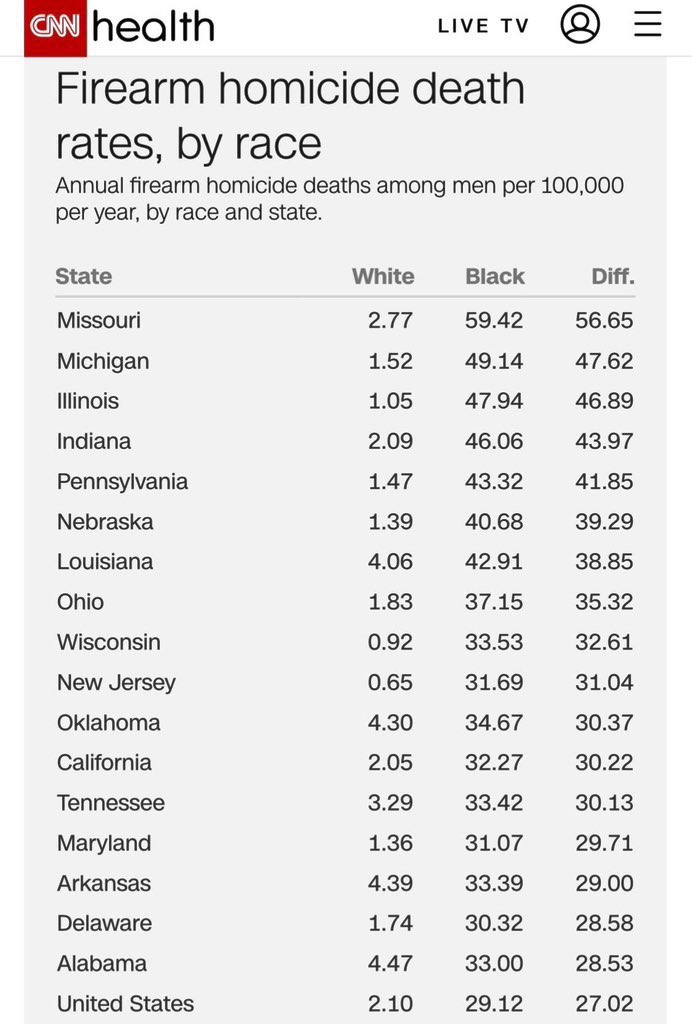 CNN health LIVE TV
Firearm homicide death
rates, by race
Annual firearm homicide deaths among men per 100,000
per year, by race and state.
State White Black Diff.
Missouri 2.77 59.42 56.65
Michigan 1.52 49.14 47.62
Illinois 1.05 47.94 46.89
Indiana 2.09 46.06 43.97
Pennsylvania 1.47 43.32 41.85
Nebraska 1.39 40.68 39.29
Louisiana 4.06 42.91 38.85
Ohio 1.83 37.15 35.32
Wisconsin 0.92 33.53 32.61
New Jersey 0.65 31.69 31.04
Oklahoma 4.30 34.67 30.37
California 2.05 32.27 30.22
Tennessee 3.29 33.42 30.13
Maryland 1.36 31.07 29.71
Arkansas 4.39 33.39 29.00
Delaware 1.74 30.32 28.58
Alabama 4.47 33.00 28.53
United States 2.10 29.12 27.02